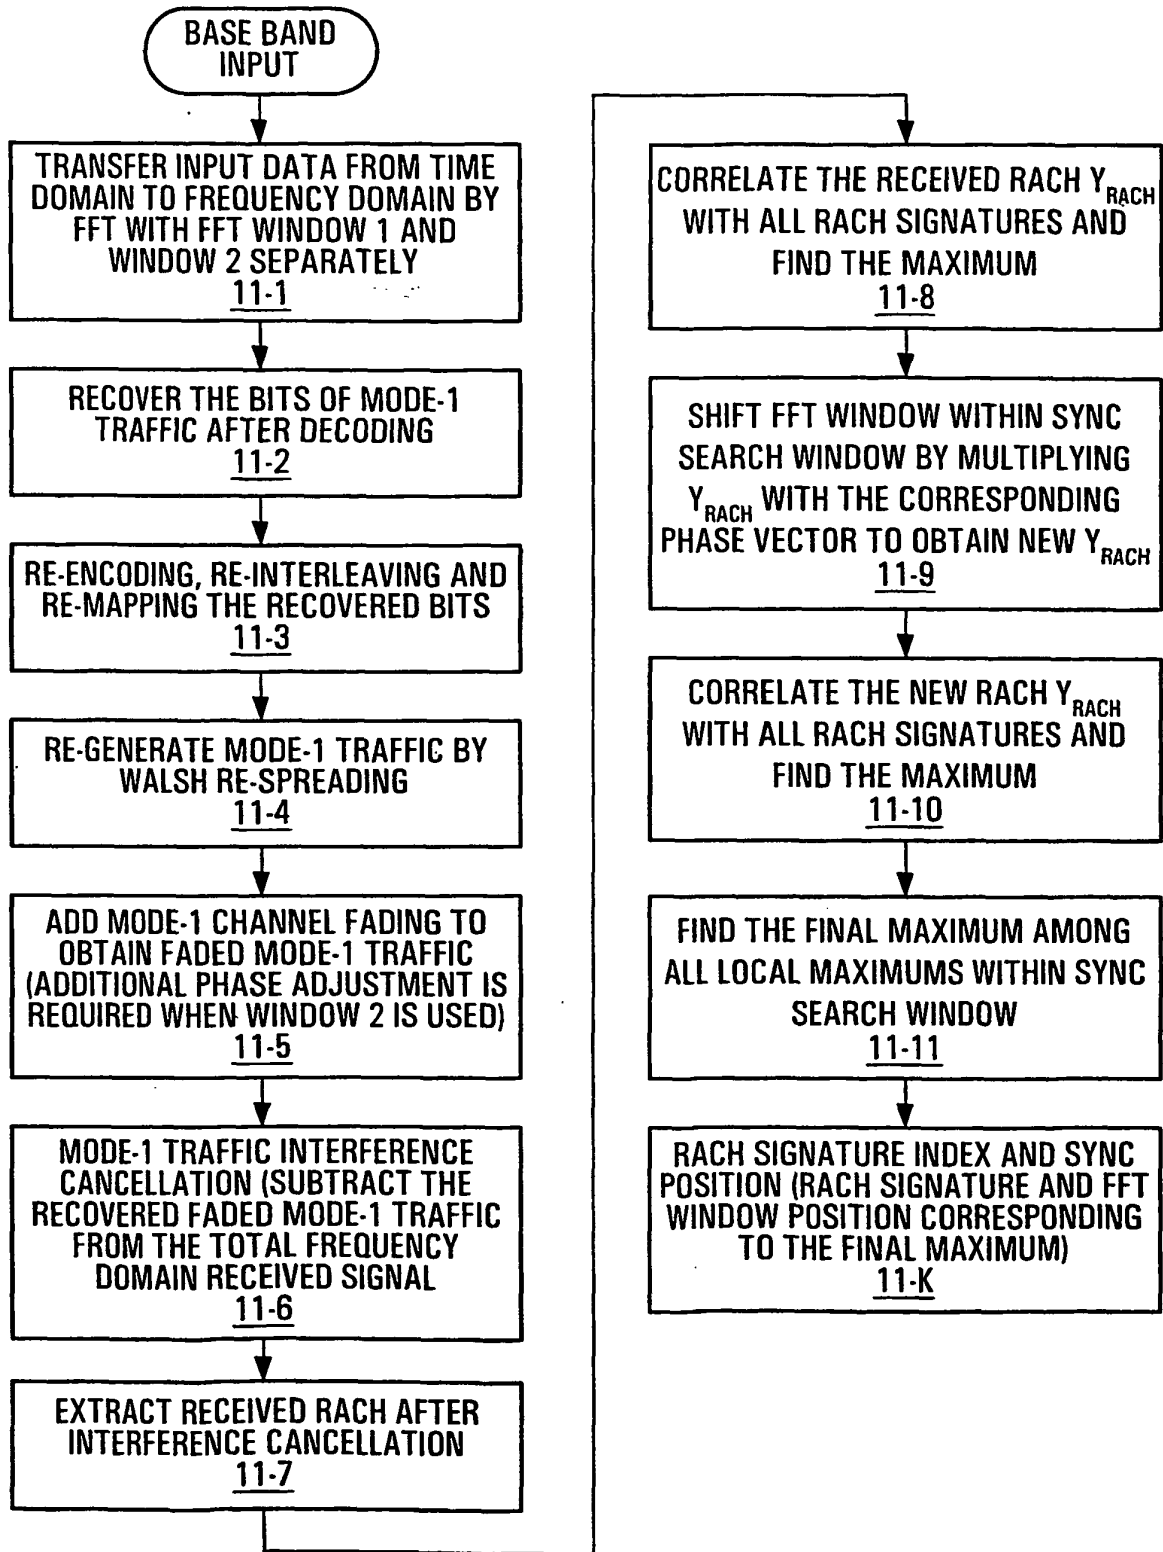 BASE BAND
INPUT
TRANSFER INPUT DATA FROM TIME
DOMAIN TO FREQUENCY DOMAIN BY
FFT WITH FFT WINDOW 1 AND
WINDOW 2 SEPARATELY
11-1
RECOVER THE BITS OF MODE-1
TRAFFIC AFTER DECODING
11-2
RE-ENCODING, RE-INTERLEAVING AND
RE-MAPPING THE RECOVERED BITS
11-3
RE-GENERATE MODE-1 TRAFFIC BY
WALSH RE-SPREADING
11-4
ADD MODE-1 CHANNEL FADING TO
OBTAIN FADED MODE-1 TRAFFIC
(ADDITIONAL PHASE ADJUSTMENT IS
REQUIRED WHEN WINDOW 2 IS USED)
11-5
MODE-1 TRAFFIC INTERFERENCE
CANCELLATION (SUBTRACT THE
RECOVERED FADED MODE-1 TRAFFIC
FROM THE TOTAL FREQUENCY
DOMAIN RECEIVED SIGNAL
11-6
EXTRACT RECEIVED RACH AFTER
INTERFERENCE CANCELLATION
11-7
CORRELATE THE RECEIVED RACH Y_RACH
WITH ALL RACH SIGNATURES AND
FIND THE MAXIMUM
11-8
SHIFT FFT WINDOW WITHIN SYNC
SEARCH WINDOW BY MULTIPLYING
Y_RACH WITH THE CORRESPONDING
PHASE VECTOR TO OBTAIN NEW Y_RACH
11-9
CORRELATE THE NEW RACH Y_RACH
WITH ALL RACH SIGNATURES AND
FIND THE MAXIMUM
11-10
FIND THE FINAL MAXIMUM AMONG
ALL LOCAL MAXIMUMS WITHIN SYNC
SEARCH WINDOW
11-11
RACH SIGNATURE INDEX AND SYNC
POSITION (RACH SIGNATURE AND FFT
WINDOW POSITION CORRESPONDING
TO THE FINAL MAXIMUM)
11-K